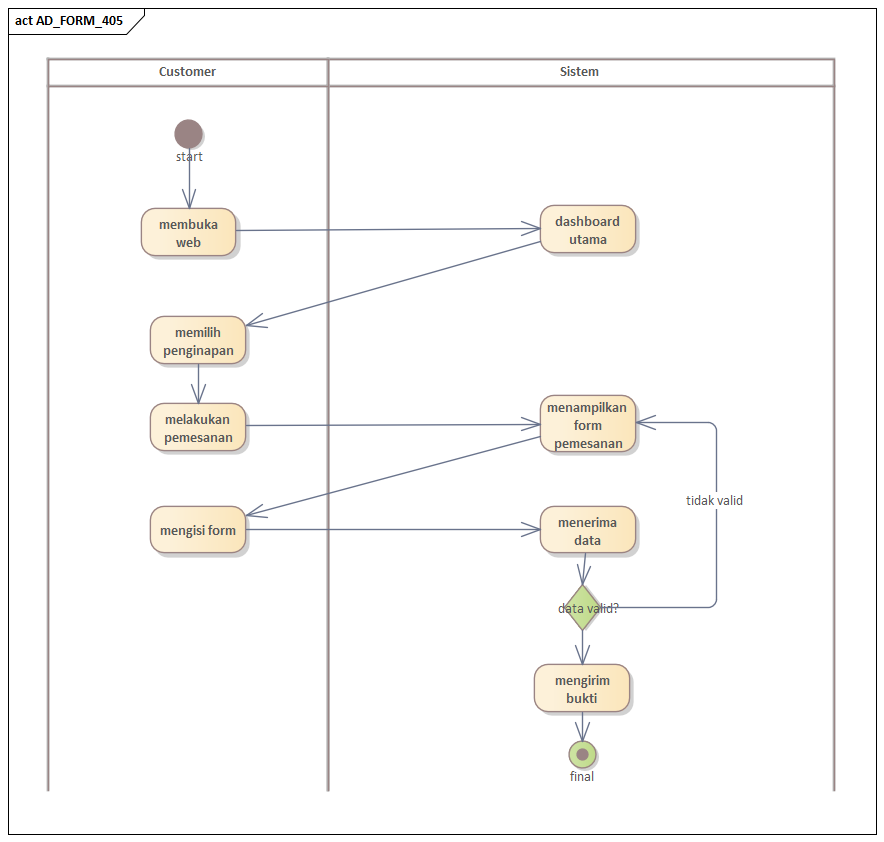 act AD_FORM_405
Customer
Sistem
start
membuka
web
dashboard
utama
memilih
penginapan
melakukan
pemesanan
menampilkan
form
pemesanan
tidak valid
mengisi form
menerima
data
data valid?
mengirim
bukti
final